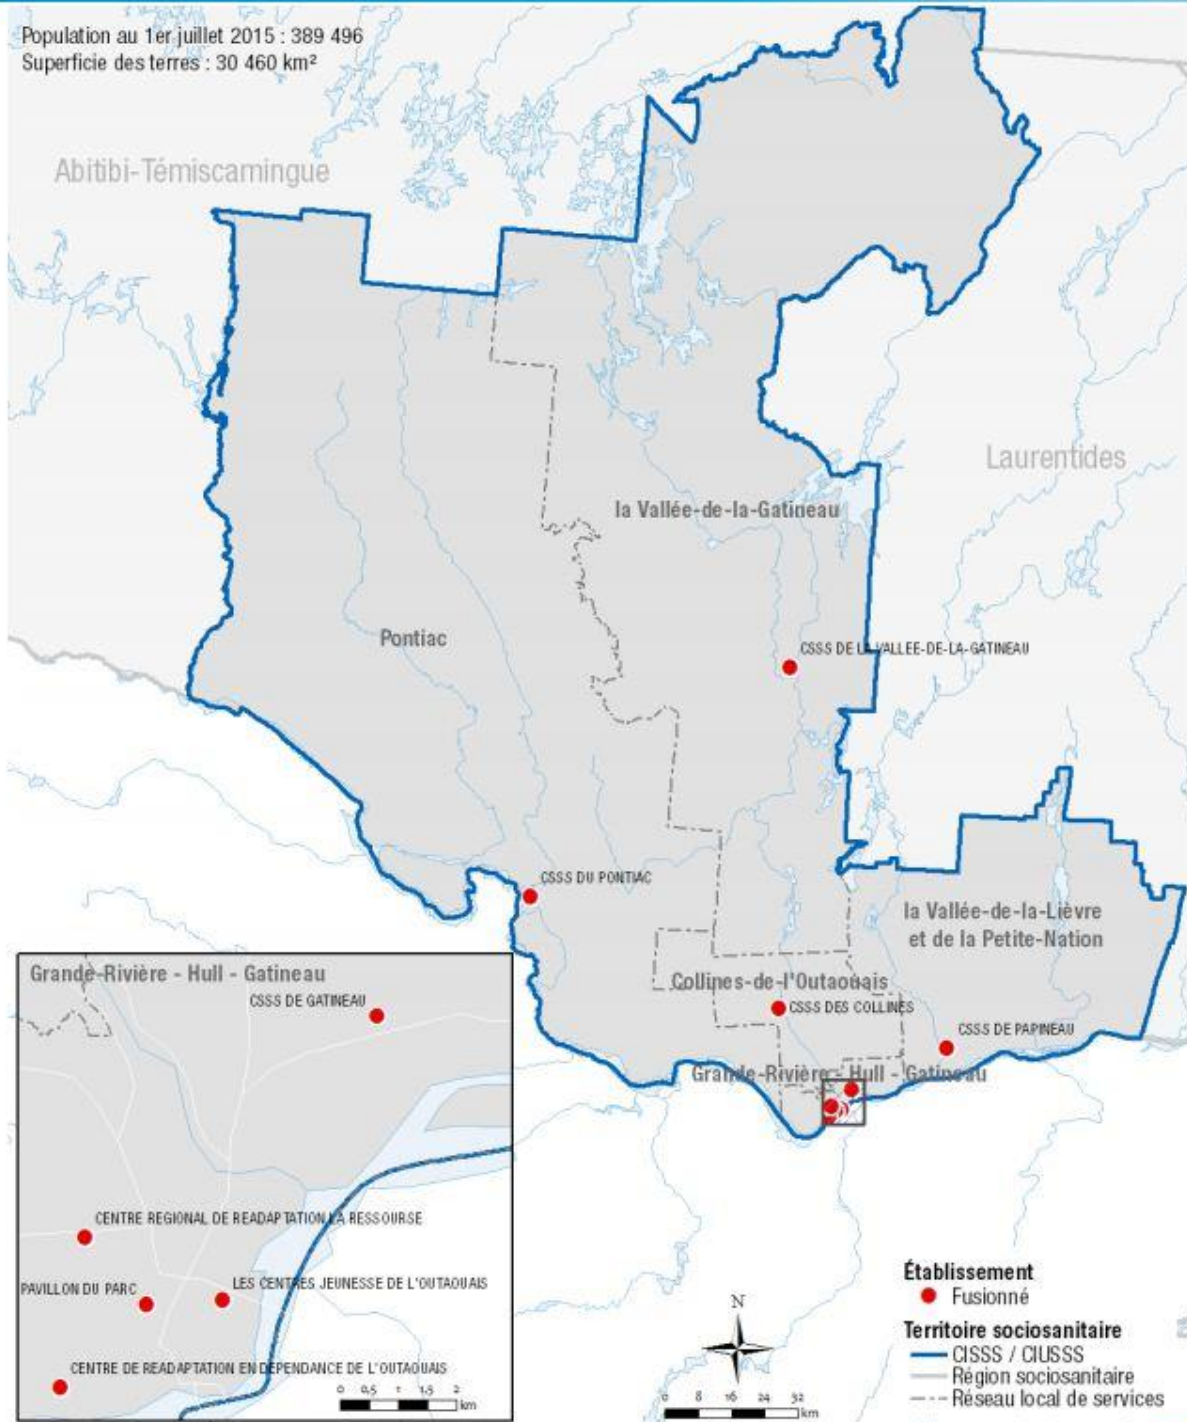 Population au 1er juillet 2015 : 389 496
Superficie des terres : 30 460 km²
Abitibi-Témiscamingue
Laurentides
la Vallée-de-la-Gatineau
Pontiac
CSSS DE LA VALLEE-DE-LA-GATINEAU
CSSS DU PONTIAC
la Vallée-de-la-Lièvre
et de la Petite-Nation
Collines-de-l'Outaouais
CSSS DES COLLINES
CSSS DE PAPINEAU
Grande-Rivière - Hull - Gatineau
Grande-Rivière - Hull - Gatineau
CSSS DE GATINEAU
CENTRE REGIONAL DE READAPTATION LA RESSOURSE
PAVILLON DU PARC
LES CENTRES JEUNESSE DE L'OUTAOUAIS
CENTRE DE READAPTATION EN DEPENDANCE DE L'OUTAOUAIS
0 0,5 1 1,5 2
km
N
0 8 16 24 32
km
Établissement
Fusionné
Territoire sociosanitaire
CISSS / CIUSSS
Région sociosanitaire
Réseau local de services